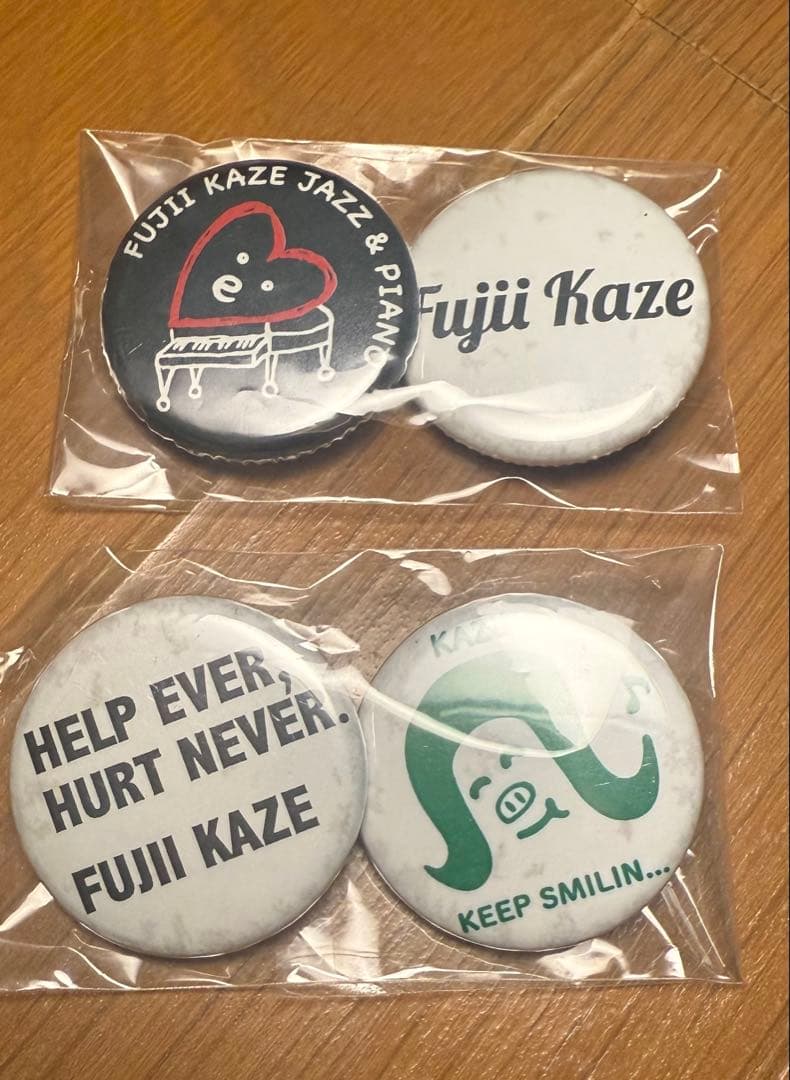 FUJII KAZE JAZZ & PIANO
Fujii Kaze
HELP EVER,
HURT NEVER.
FUJII KAZE
KEEP SMILIN...